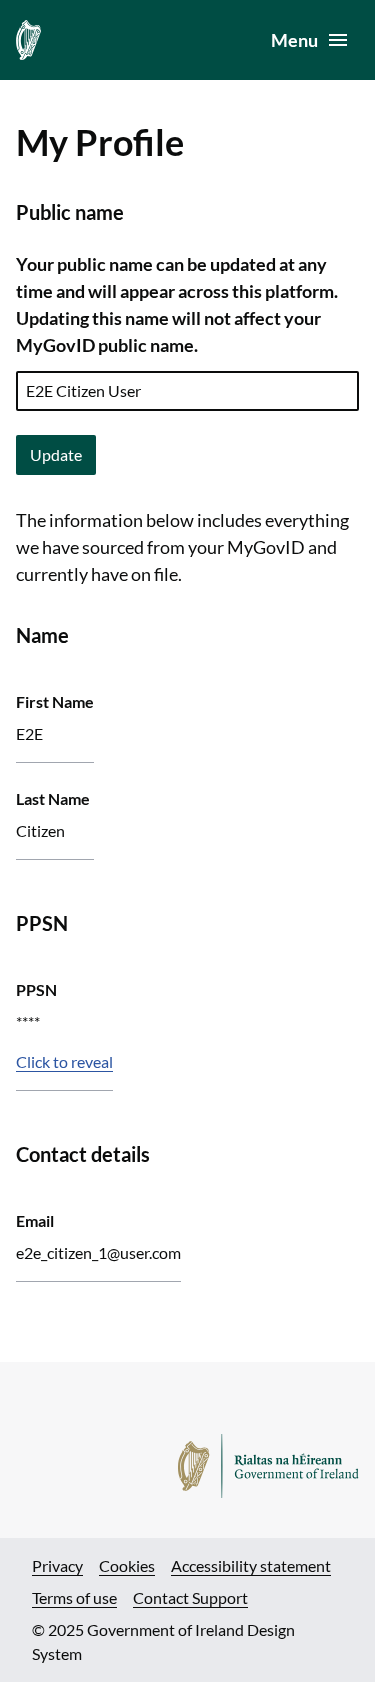 Menu
My Profile
Public name
Your public name can be updated at any
time and will appear across this platform.
Updating this name will not affect your
MyGovID public name.
E2E Citizen User
Update
The information below includes everything
we have sourced from your MyGovID and
currently have on file.
Name
First Name
E2E
Last Name
Citizen
PPSN
PPSN
****
Click to reveal
Contact details
Email
e2e_citizen_1@user.com
Rialtas na hÉireann
Government of Ireland
Privacy Cookies Accessibility statement
Terms of use Contact Support
© 2025 Government of Ireland Design
System